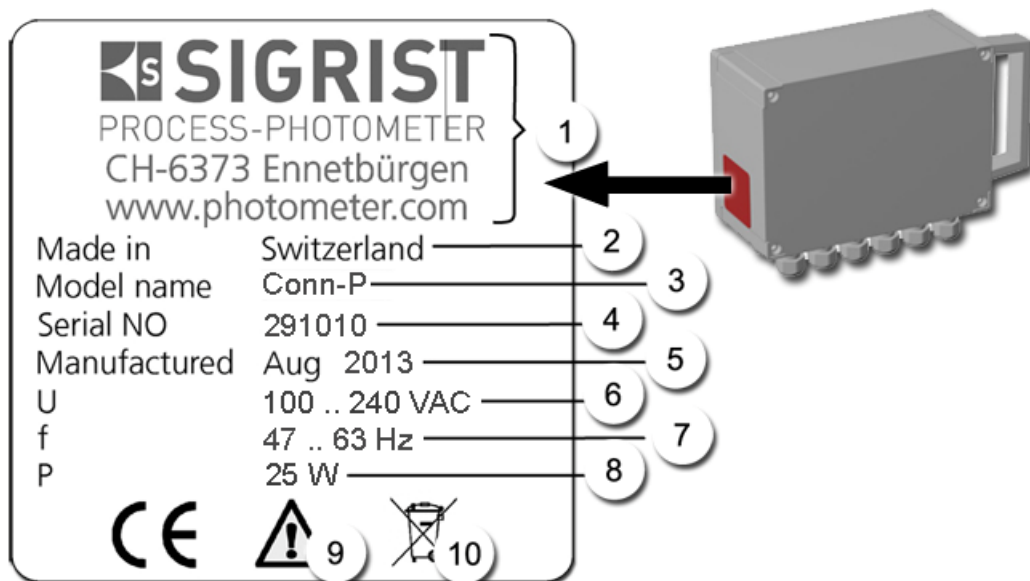 SIGRIST
PROCESS-PHOTOMETER
CH-6373 Ennetbürgen
www.photometer.com
1
Made in Switzerland 2
Model name Conn-P 3
Serial NO 291010 4
Manufactured Aug 2013 5
U 100 .. 240 VAC 6
f 47 .. 63 Hz 7
P 25 W 8
CE 9 10